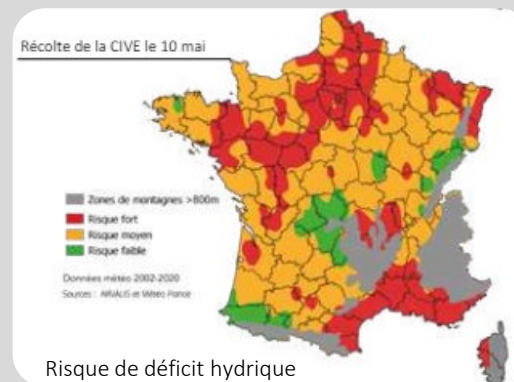 Récolte de la CIVE le 10 mai
Zones de montagnes >800m
Risque fort
Risque moyen
Risque faible
Données météo 2002-2020
Sources : ARVALIS et Météo-France
Risque de déficit hydrique